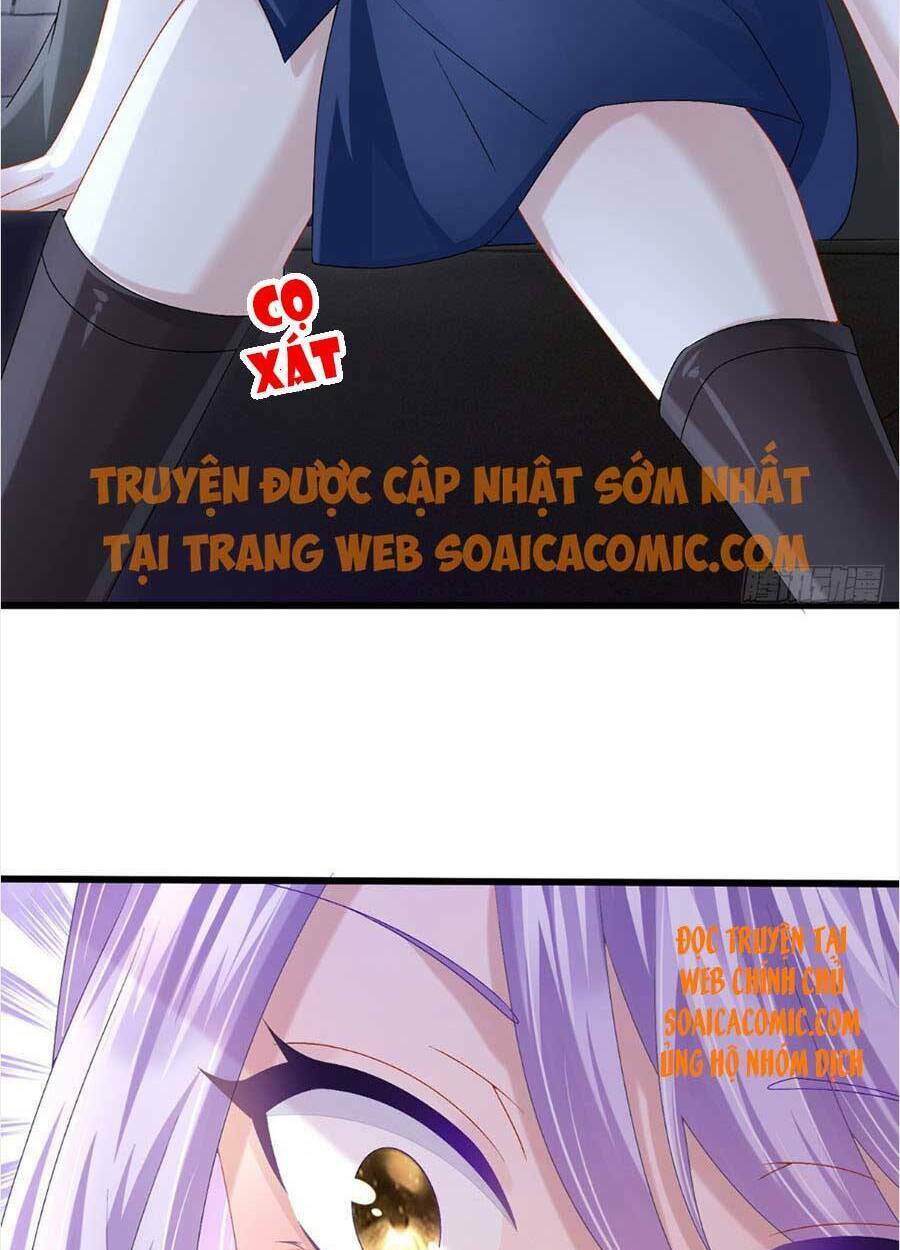 CỌ
XÁT
TRUYỆN ĐƯỢC CẬP NHẬT SỚM NHẤT
TẠI TRANG WEB SOAICACOMIC.COM
ĐỌC TRUYỆN TẠI
WEB CHÍNH CHỦ
SOAICACOMIC.COM
ỦNG HỘ NHÓM DỊCH